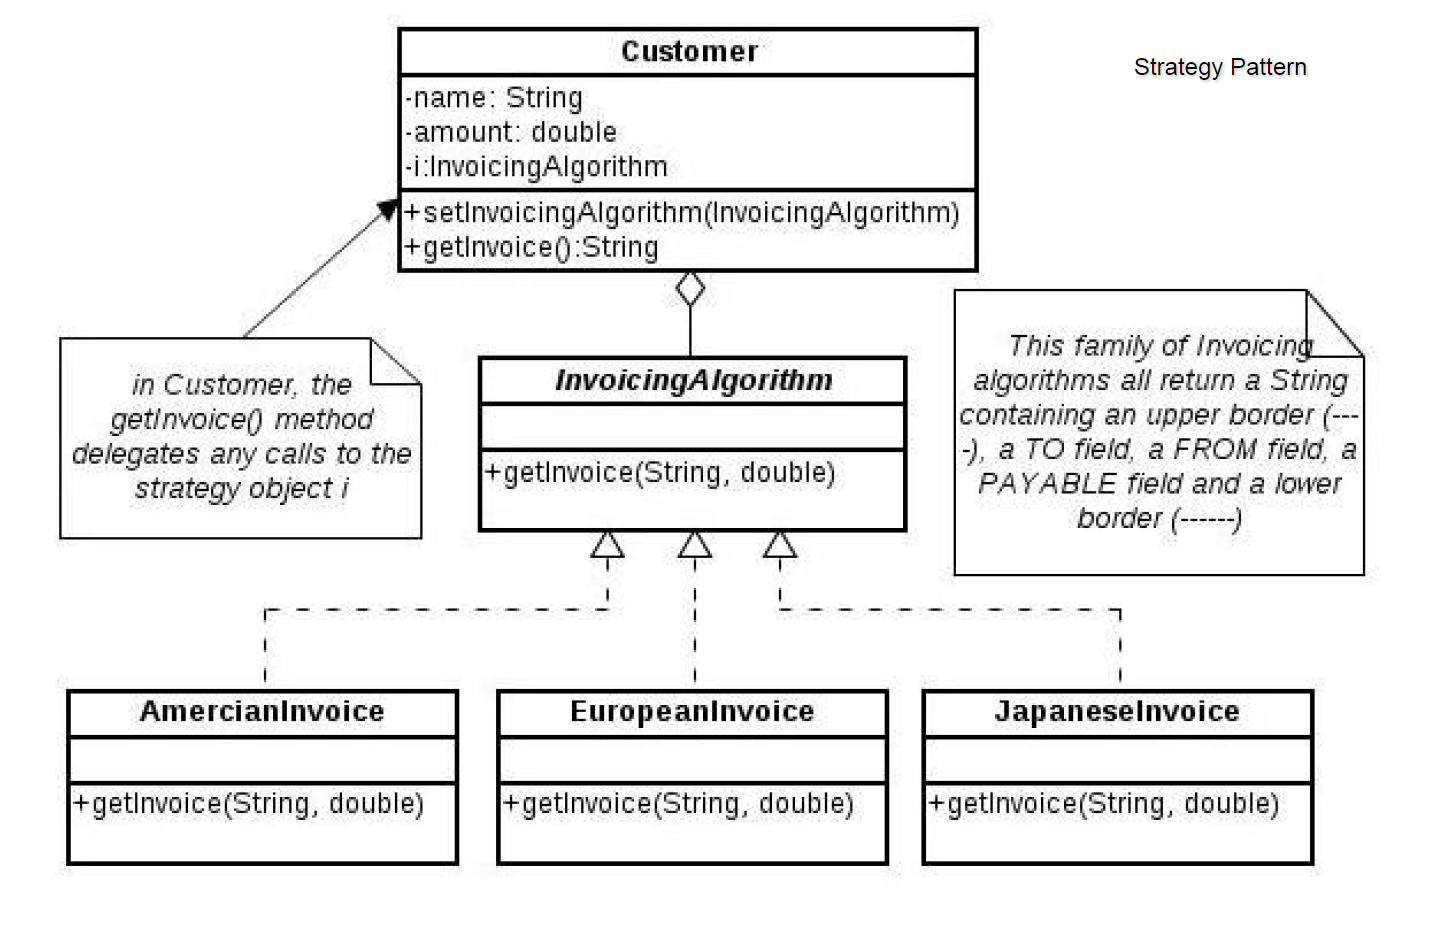 Customer
Strategy Pattern
-name: String
-amount: double
-i:InvoicingAlgorithm
+setInvoicingAlgorithm(InvoicingAlgorithm)
+getInvoice():String
in Customer, the
getInvoice() method
delegates any calls to the
strategy object i
InvoicingAlgorithm
+getInvoice(String, double)
This family of Invoicing
algorithms all return a String
containing an upper border (---
-), a TO field, a FROM field, a
PAYABLE field and a lower
border (------)
AmercianInvoice
+getInvoice(String, double)
EuropeanInvoice
+getInvoice(String, double)
JapaneseInvoice
+getInvoice(String, double)